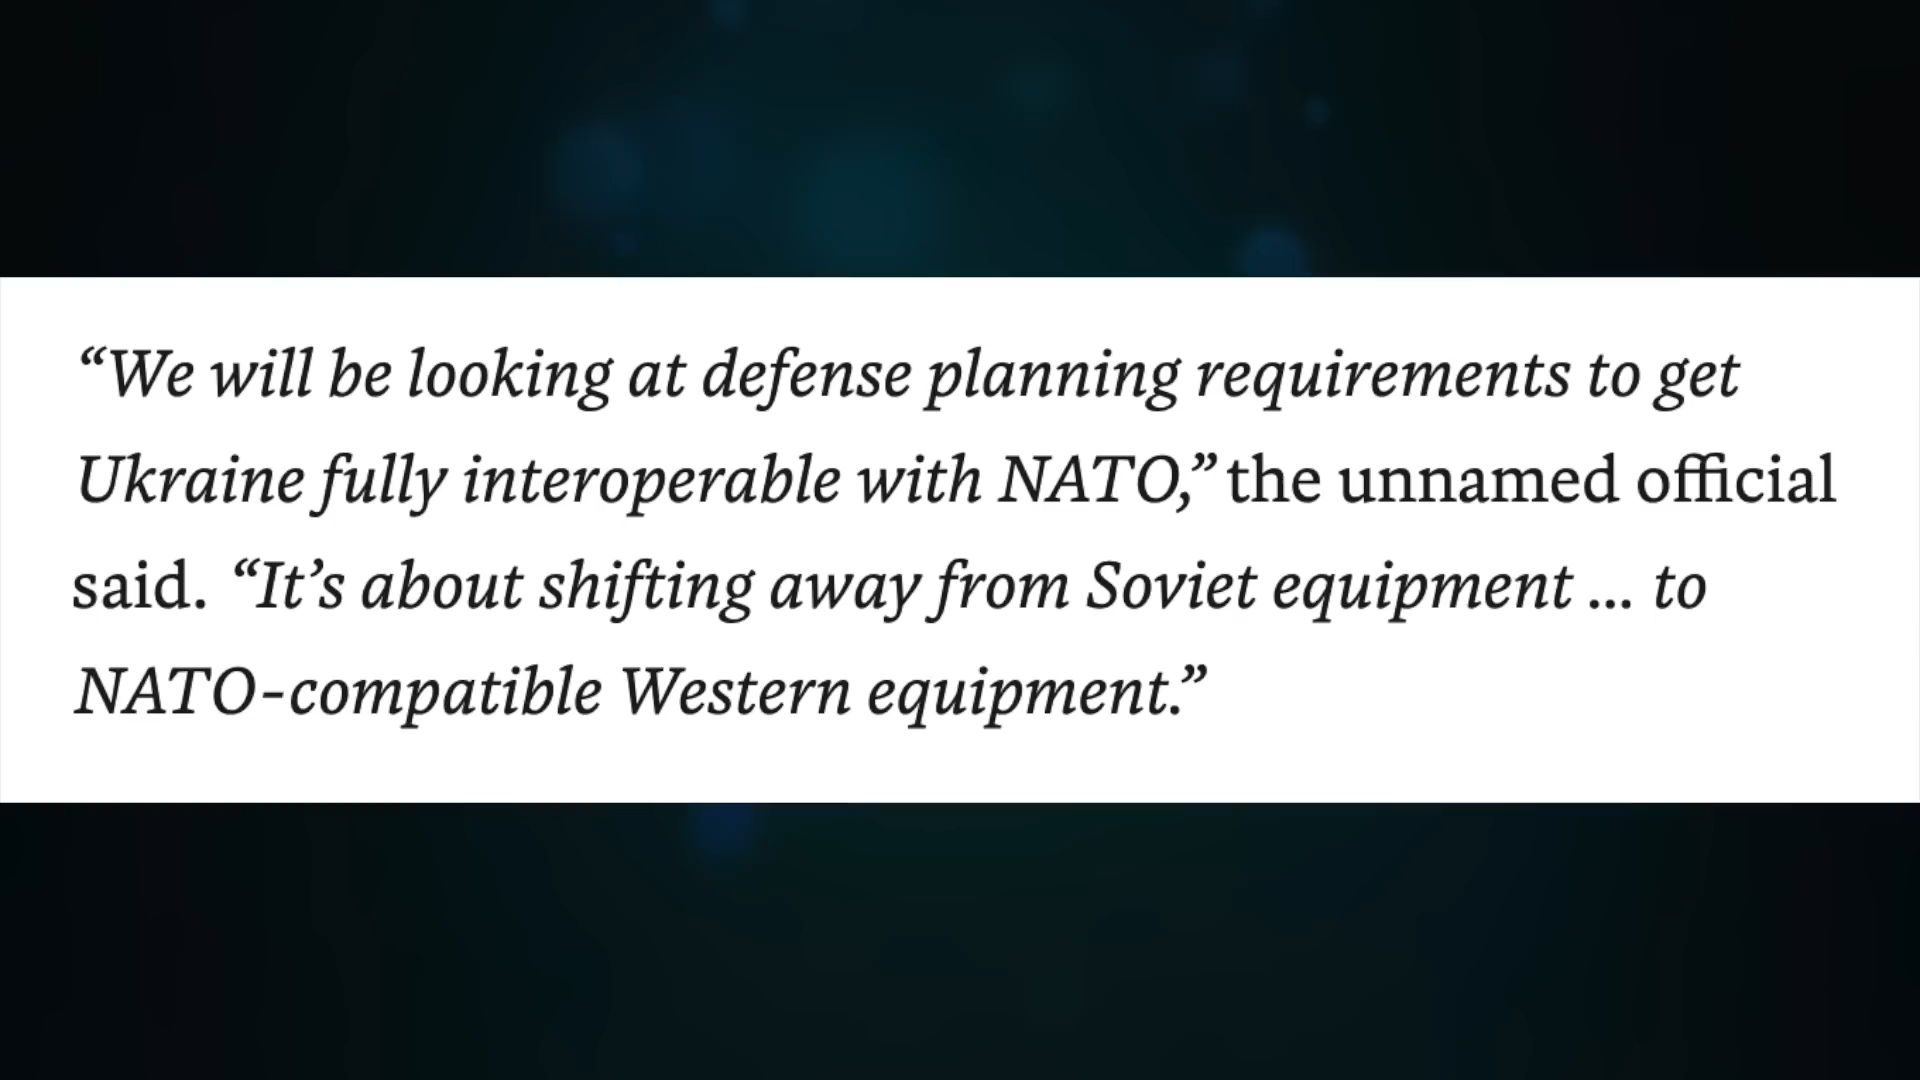 “We will be looking at defense planning requirements to get
Ukraine fully interoperable with NATO,” the unnamed official
said. “It’s about shifting away from Soviet equipment ... to
NATO-compatible Western equipment.”